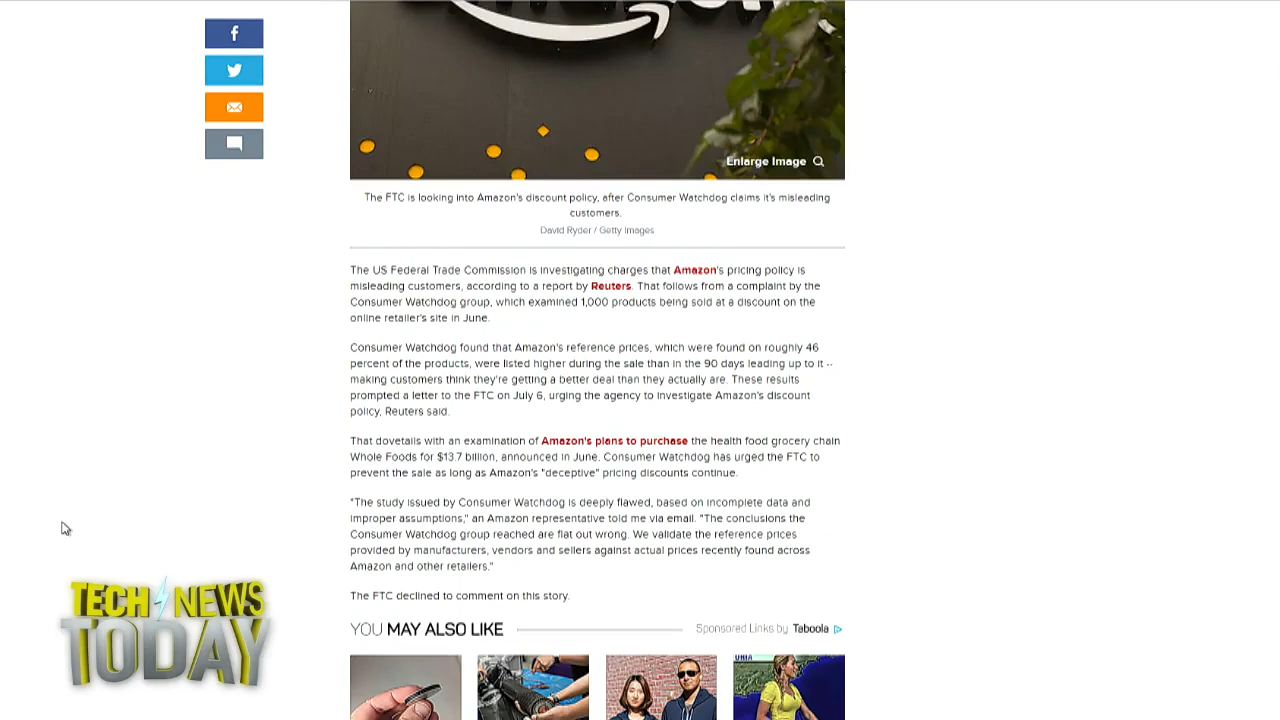 Enlarge Image
The FTC is looking into Amazon's discount policy, after Consumer Watchdog claims it's misleading
customers.
David Ryder / Getty Images
The US Federal Trade Commission is investigating charges that Amazon's pricing policy is
misleading customers, according to a report by Reuters. That follows from a complaint by the
Consumer Watchdog group, which examined 1,000 products being sold at a discount on the
online retailer's site in June.
Consumer Watchdog found that Amazon's reference prices, which were found on roughly 46
percent of the products, were listed higher during the sale than in the 90 days leading up to it --
making customers think they're getting a better deal than they actually are. These results
prompted a letter to the FTC on July 6, urging the agency to investigate Amazon's discount
policy, Reuters said.
That dovetails with an examination of Amazon's plans to purchase the health food grocery chain
Whole Foods for $13.7 billion, announced in June. Consumer Watchdog has urged the FTC to
prevent the sale as long as Amazon's "deceptive" pricing discounts continue.
"The study issued by Consumer Watchdog is deeply flawed, based on incomplete data and
improper assumptions," an Amazon representative told me via email. "The conclusions the
Consumer Watchdog group reached are flat out wrong. We validate the reference prices
provided by manufacturers, vendors and sellers against actual prices recently found across
Amazon and other retailers."
The FTC declined to comment on this story.
YOU MAY ALSO LIKE
Sponsored Links by Taboola
TECH NEWS
TODAY